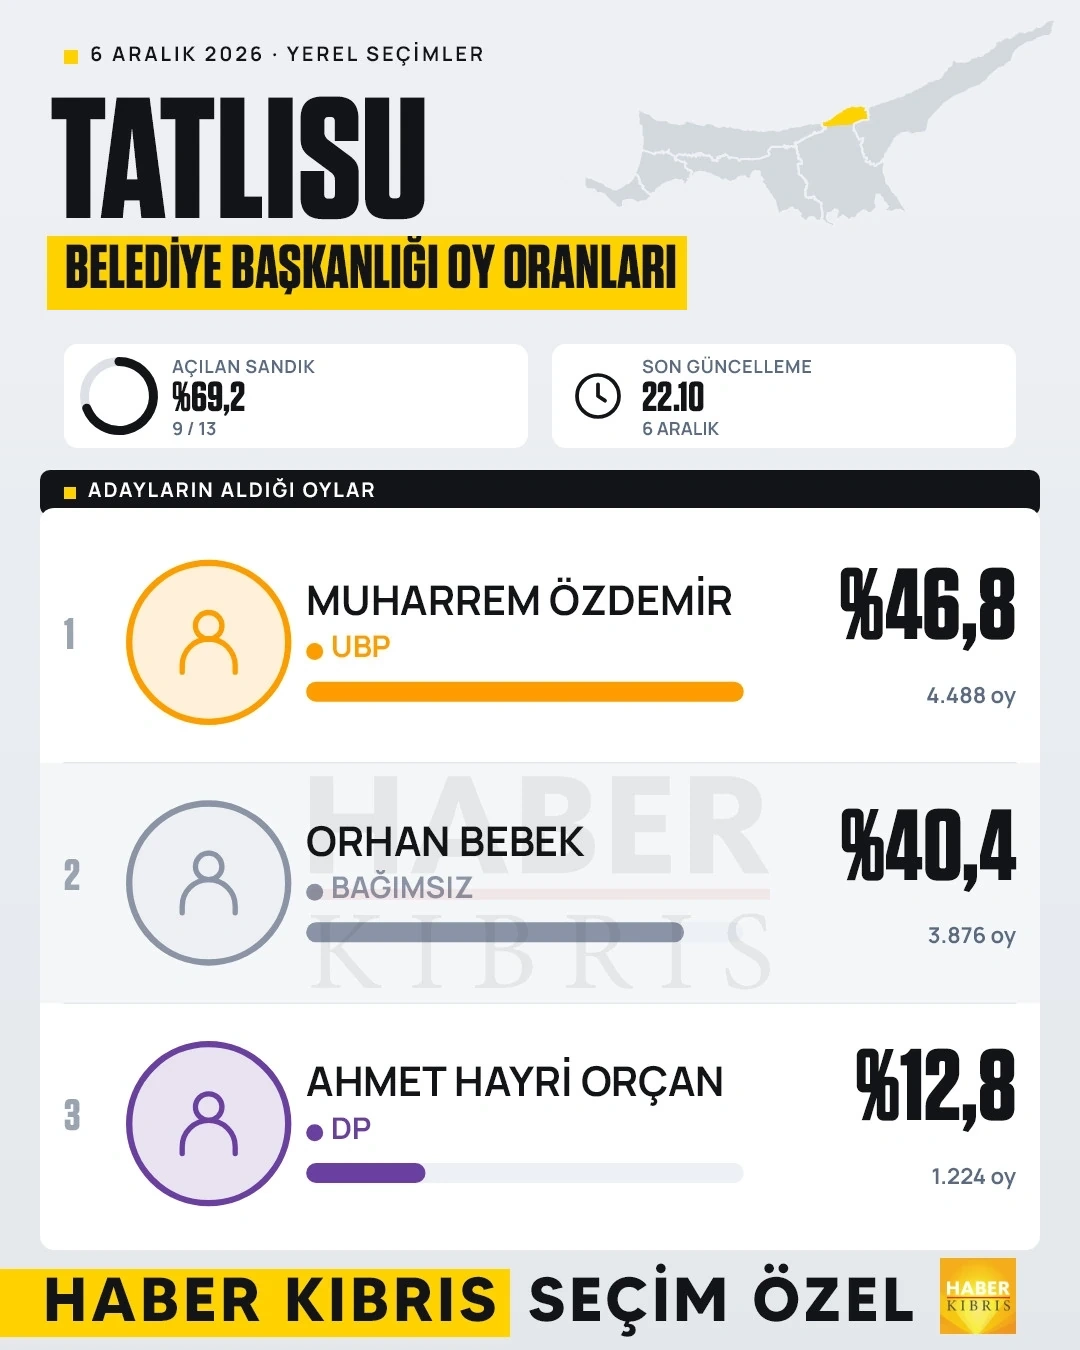 6 ARALIK 2026 · YEREL SEÇİMLER
TATLISU
BELEDİYE BAŞKANLIĞI OY ORANLARI
AÇILAN SANDIK
%69,2
9 / 13
SON GÜNCELLEME
22.10
6 ARALIK
ADAYLARIN ALDIĞI OYLAR
1
MUHARREM ÖZDEMİR
UBP
%46,8
4.488 oy
HABER
KIBRIS
2
ORHAN BEBEK
BAĞIMSIZ
%40,4
3.876 oy
3
AHMET HAYRİ ORÇAN
DP
%12,8
1.224 oy
HABER KIBRIS SEÇİM ÖZEL
HABER
KIBRIS